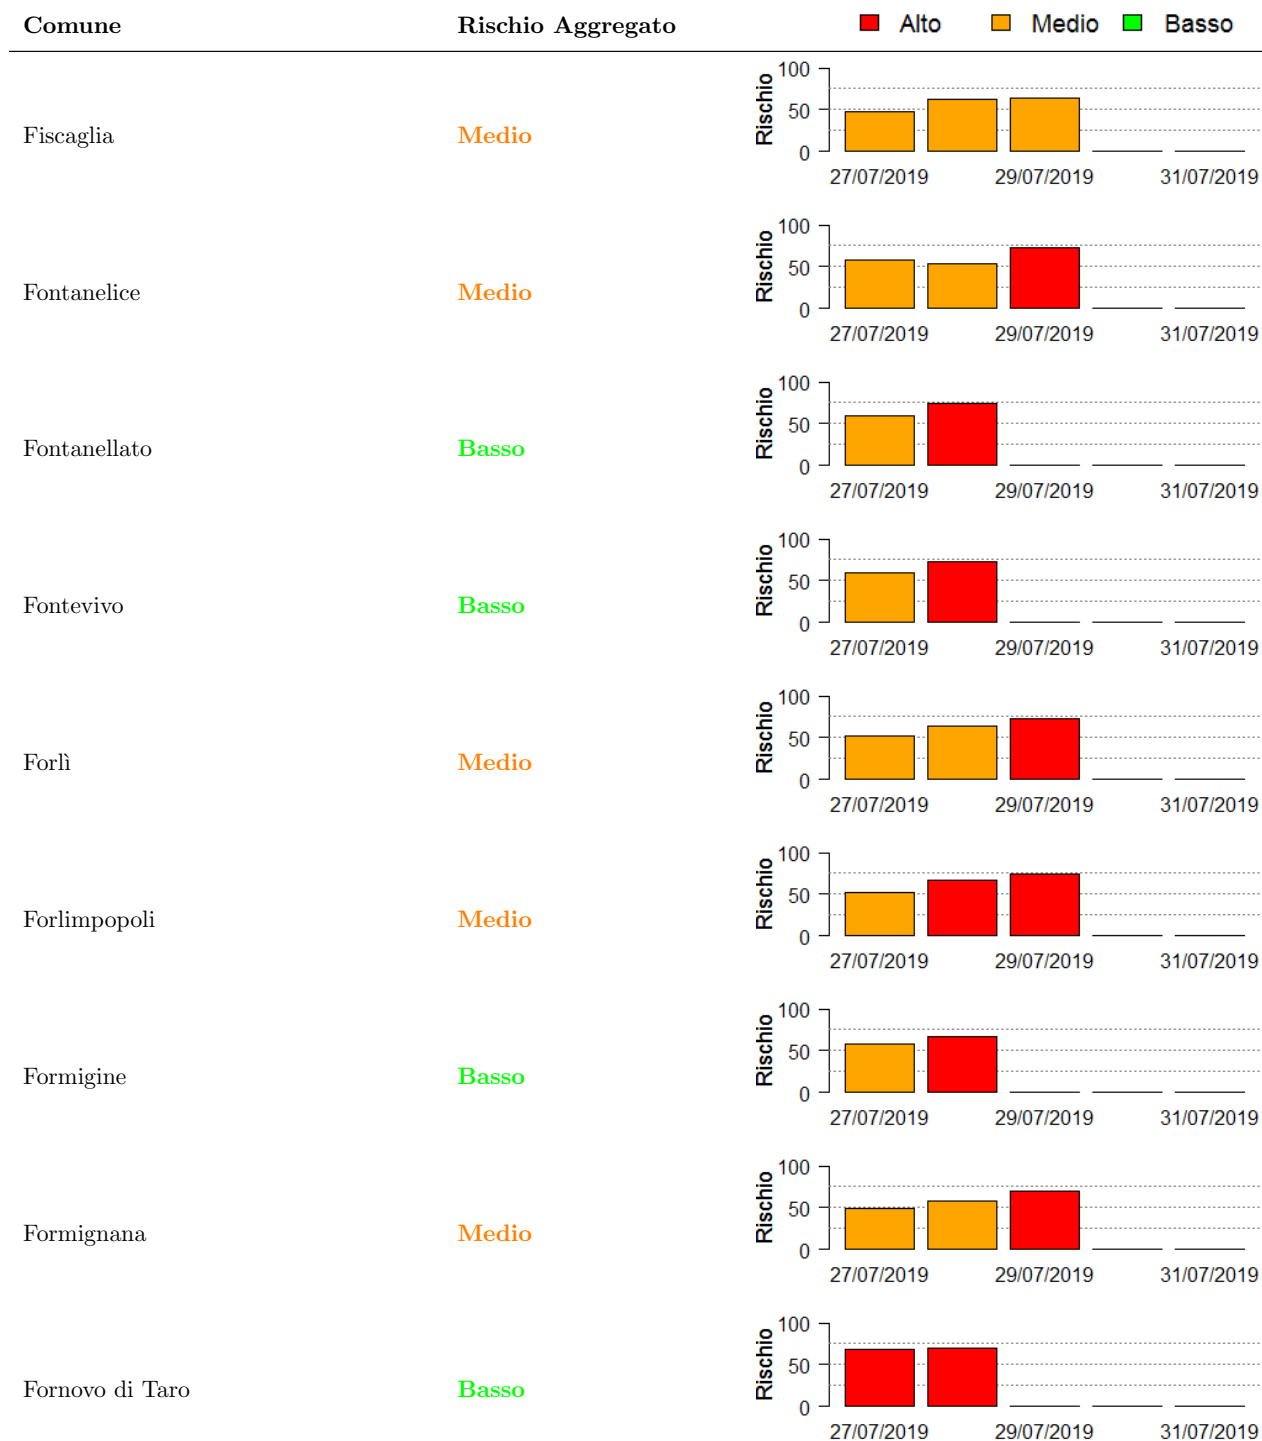 Comune Rischio Aggregato Alto Medio Basso
100
50
0
Rischio
Fiscaglia Medio
27/07/2019 29/07/2019 31/07/2019
100
50
0
Rischio
Fontanelice Medio
27/07/2019 29/07/2019 31/07/2019
100
50
0
Rischio
Fontanellato Basso
27/07/2019 29/07/2019 31/07/2019
100
50
0
Rischio
Fontevivo Basso
27/07/2019 29/07/2019 31/07/2019
100
50
0
Rischio
Forlì Medio
27/07/2019 29/07/2019 31/07/2019
100
50
0
Rischio
Forlimpopoli Medio
27/07/2019 29/07/2019 31/07/2019
100
50
0
Rischio
Formigine Basso
27/07/2019 29/07/2019 31/07/2019
100
50
0
Rischio
Formignana Medio
27/07/2019 29/07/2019 31/07/2019
100
50
0
Rischio
Fornovo di Taro Basso
27/07/2019 29/07/2019 31/07/2019